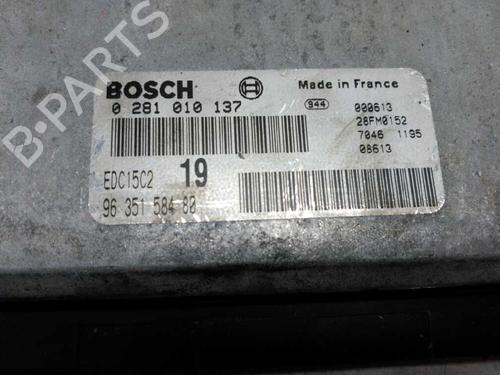 B-PARTS
BOSCH
0 281 010 137
Made in France
944
000613
28FM0152
7046 1195
08613
EDC15C2
19
96 351 584 80